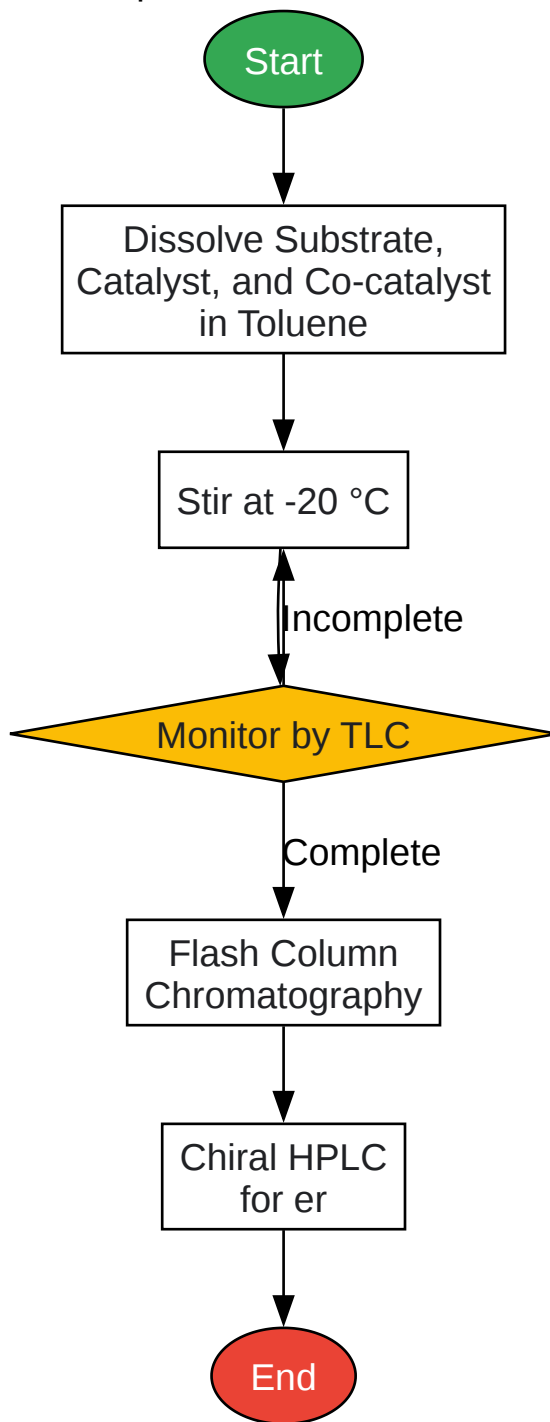 Start
Dissolve Substrate,
Catalyst, and Co-catalyst
in Toluene
Stir at -20 °C
Incomplete
Monitor by TLC
Complete
Flash Column
Chromatography
Chiral HPLC
for er
End